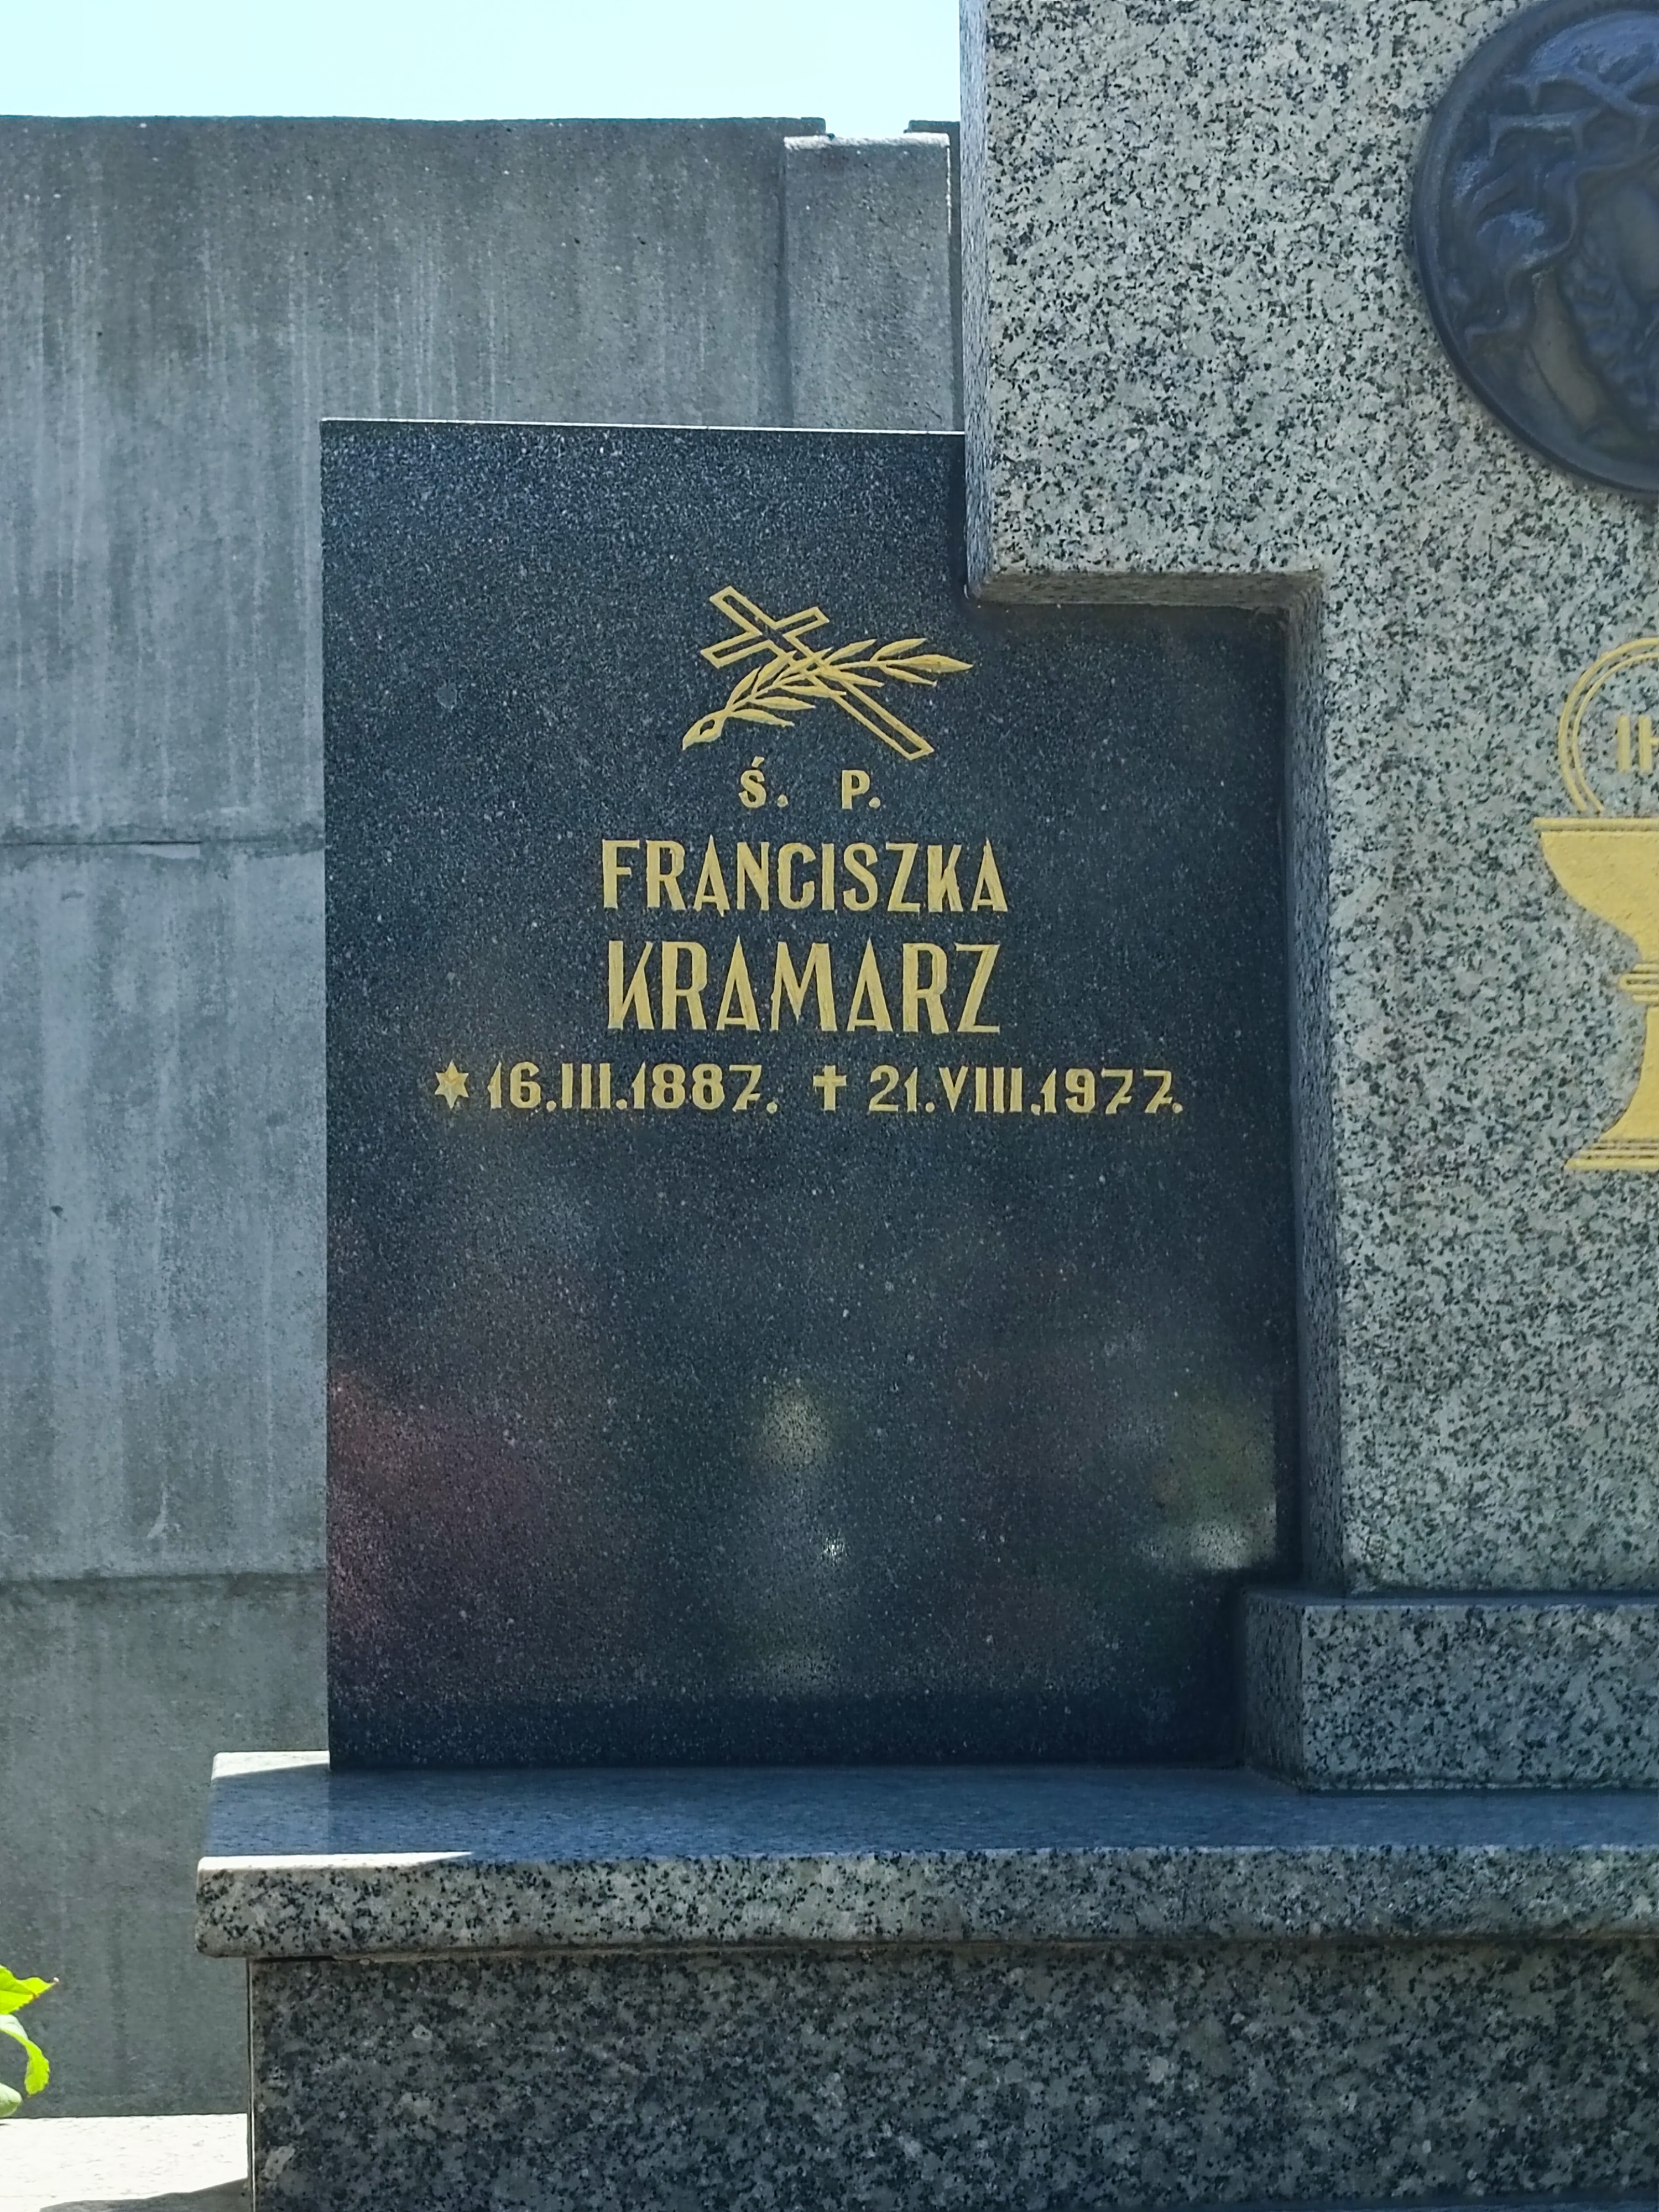 Ś. P.
FRANCISZKA
KRAMARZ
★ 16.III.1887. ✝ 21.VIII.1977.